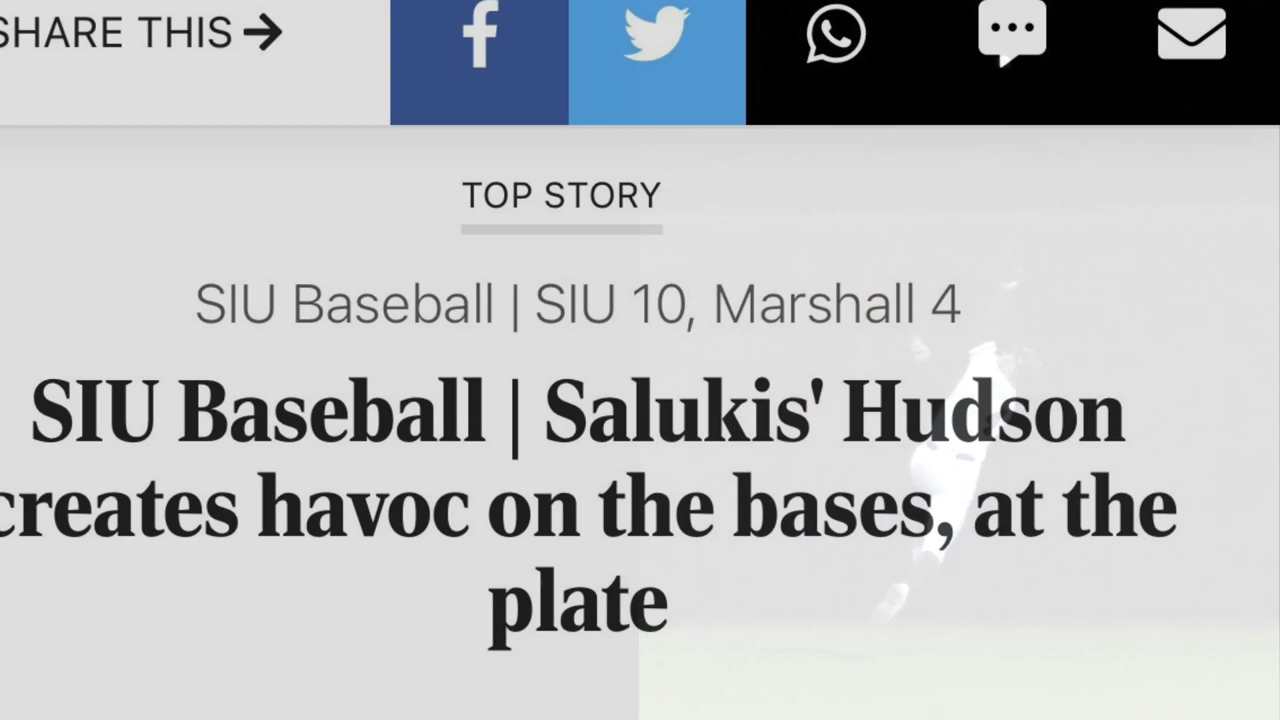 SHARE THIS
TOP STORY
SIU Baseball | SIU 10, Marshall 4
SIU Baseball | Salukis' Hudson
creates havoc on the bases, at the
plate